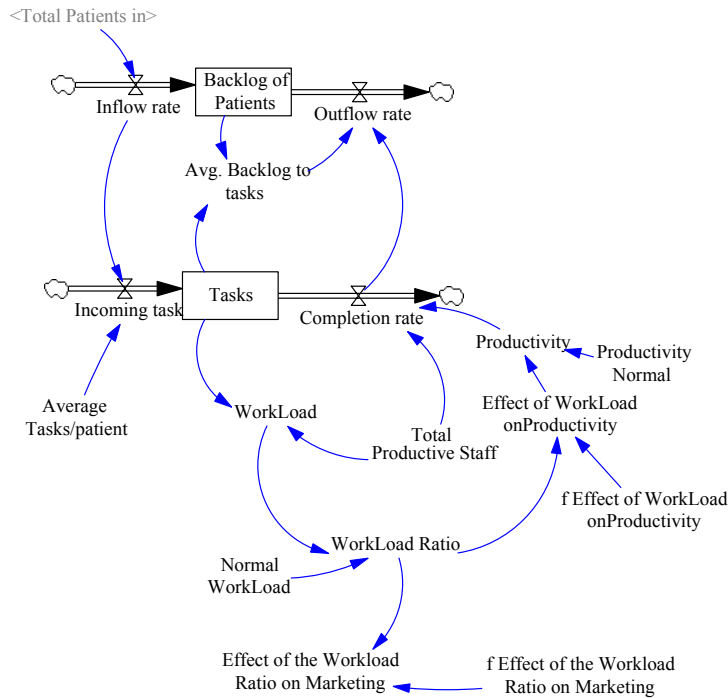 <Total Patients in>
Backlog of
Patients
Inflow rate
Outflow rate
Avg. Backlog to
tasks
Tasks
Incoming task
Completion rate
Productivity
Productivity
Normal
Average
Tasks/patient
WorkLoad
Total
Productive Staff
Effect of WorkLoad
onProductivity
f Effect of WorkLoad
onProductivity
WorkLoad Ratio
Normal
WorkLoad
Effect of the Workload
Ratio on Marketing
f Effect of the Workload
Ratio on Marketing